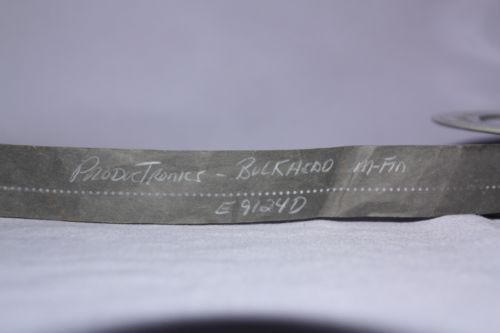 PRODUCTRONICS - BULKHEAD M-FIN
E9124D